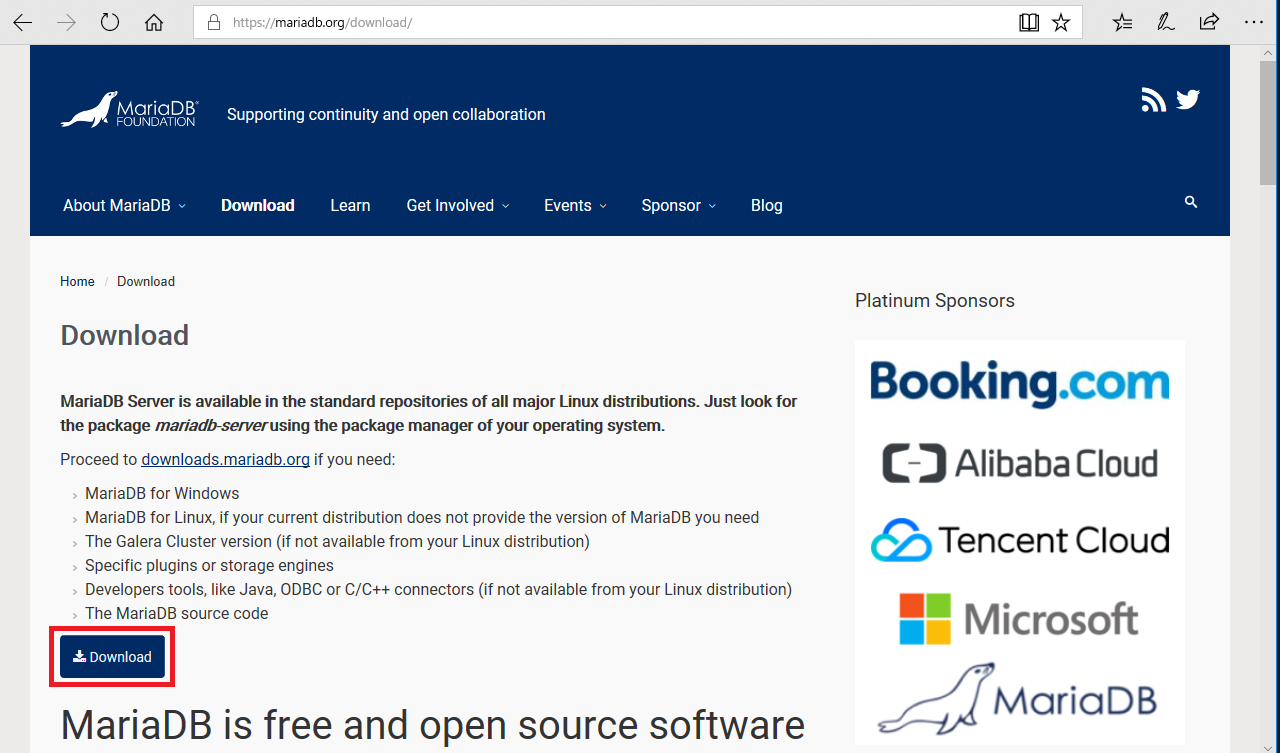 https://mariadb.org/download/
MariaDB®
FOUNDATION
Supporting continuity and open collaboration
About MariaDB Download Learn Get Involved Events Sponsor Blog
Home / Download
Download
MariaDB Server is available in the standard repositories of all major Linux distributions. Just look for
the package mariadb-server using the package manager of your operating system.
Proceed to downloads.mariadb.org if you need:
MariaDB for Windows
MariaDB for Linux, if your current distribution does not provide the version of MariaDB you need
The Galera Cluster version (if not available from your Linux distribution)
Specific plugins or storage engines
Developers tools, like Java, ODBC or C/C++ connectors (if not available from your Linux distribution)
The MariaDB source code
Download
MariaDB is free and open source software
Platinum Sponsors
Booking.com
Alibaba Cloud
Tencent Cloud
Microsoft
MariaDB